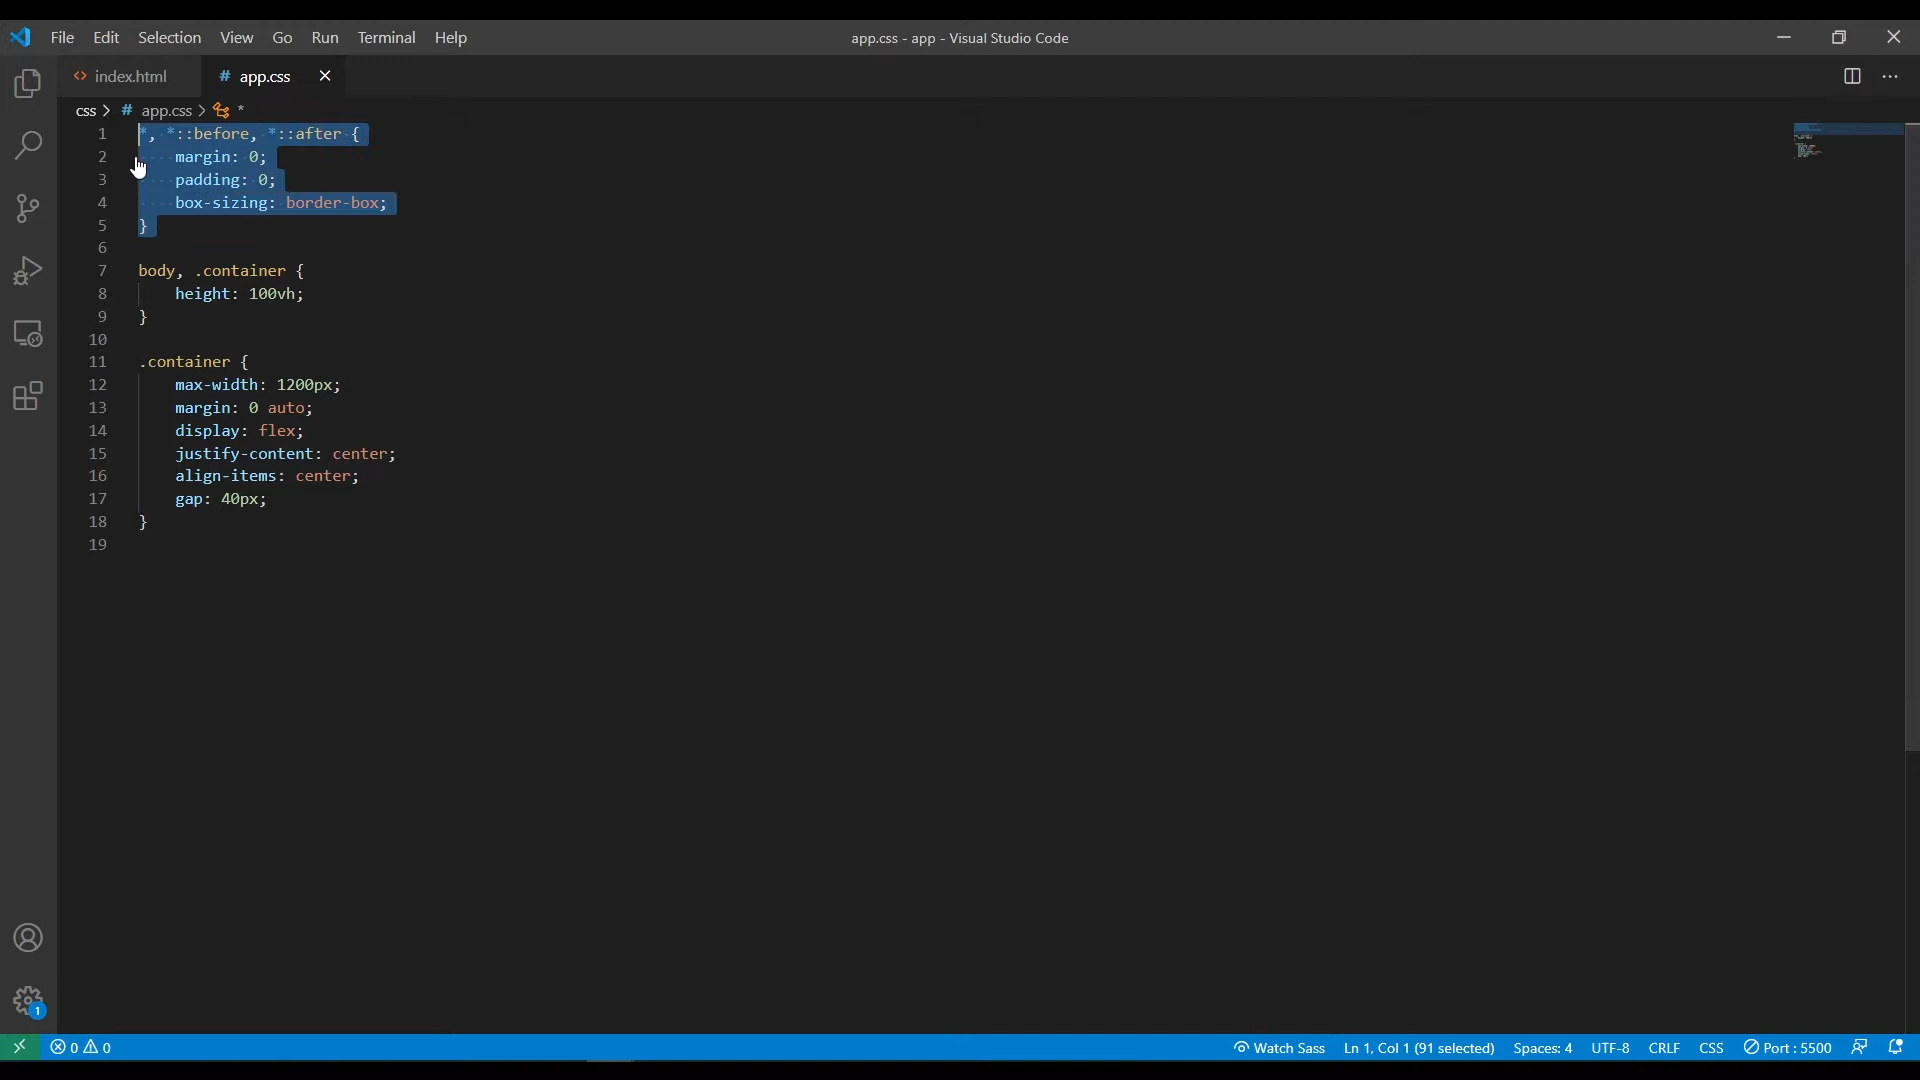 File Edit Selection View Go Run Terminal Help app.css - app - Visual Studio Code
index.html app.css
css > # app.css > *
1 *, *::before, *::after {
2 margin: 0;
3 padding: 0;
4 box-sizing: border-box;
5 }
6
7 body, .container {
8 height: 100vh;
9 }
10
11 .container {
12 max-width: 1200px;
13 margin: 0 auto;
14 display: flex;
15 justify-content: center;
16 align-items: center;
17 gap: 40px;
18 }
19
1
0 0 Watch Sass Ln 1, Col 1 (91 selected) Spaces: 4 UTF-8 CRLF CSS Port : 5500